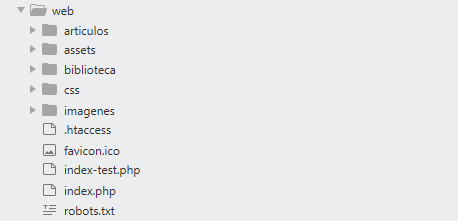 web
articulos
assets
biblioteca
css
imagenes
.htaccess
favicon.ico
index-test.php
index.php
robots.txt